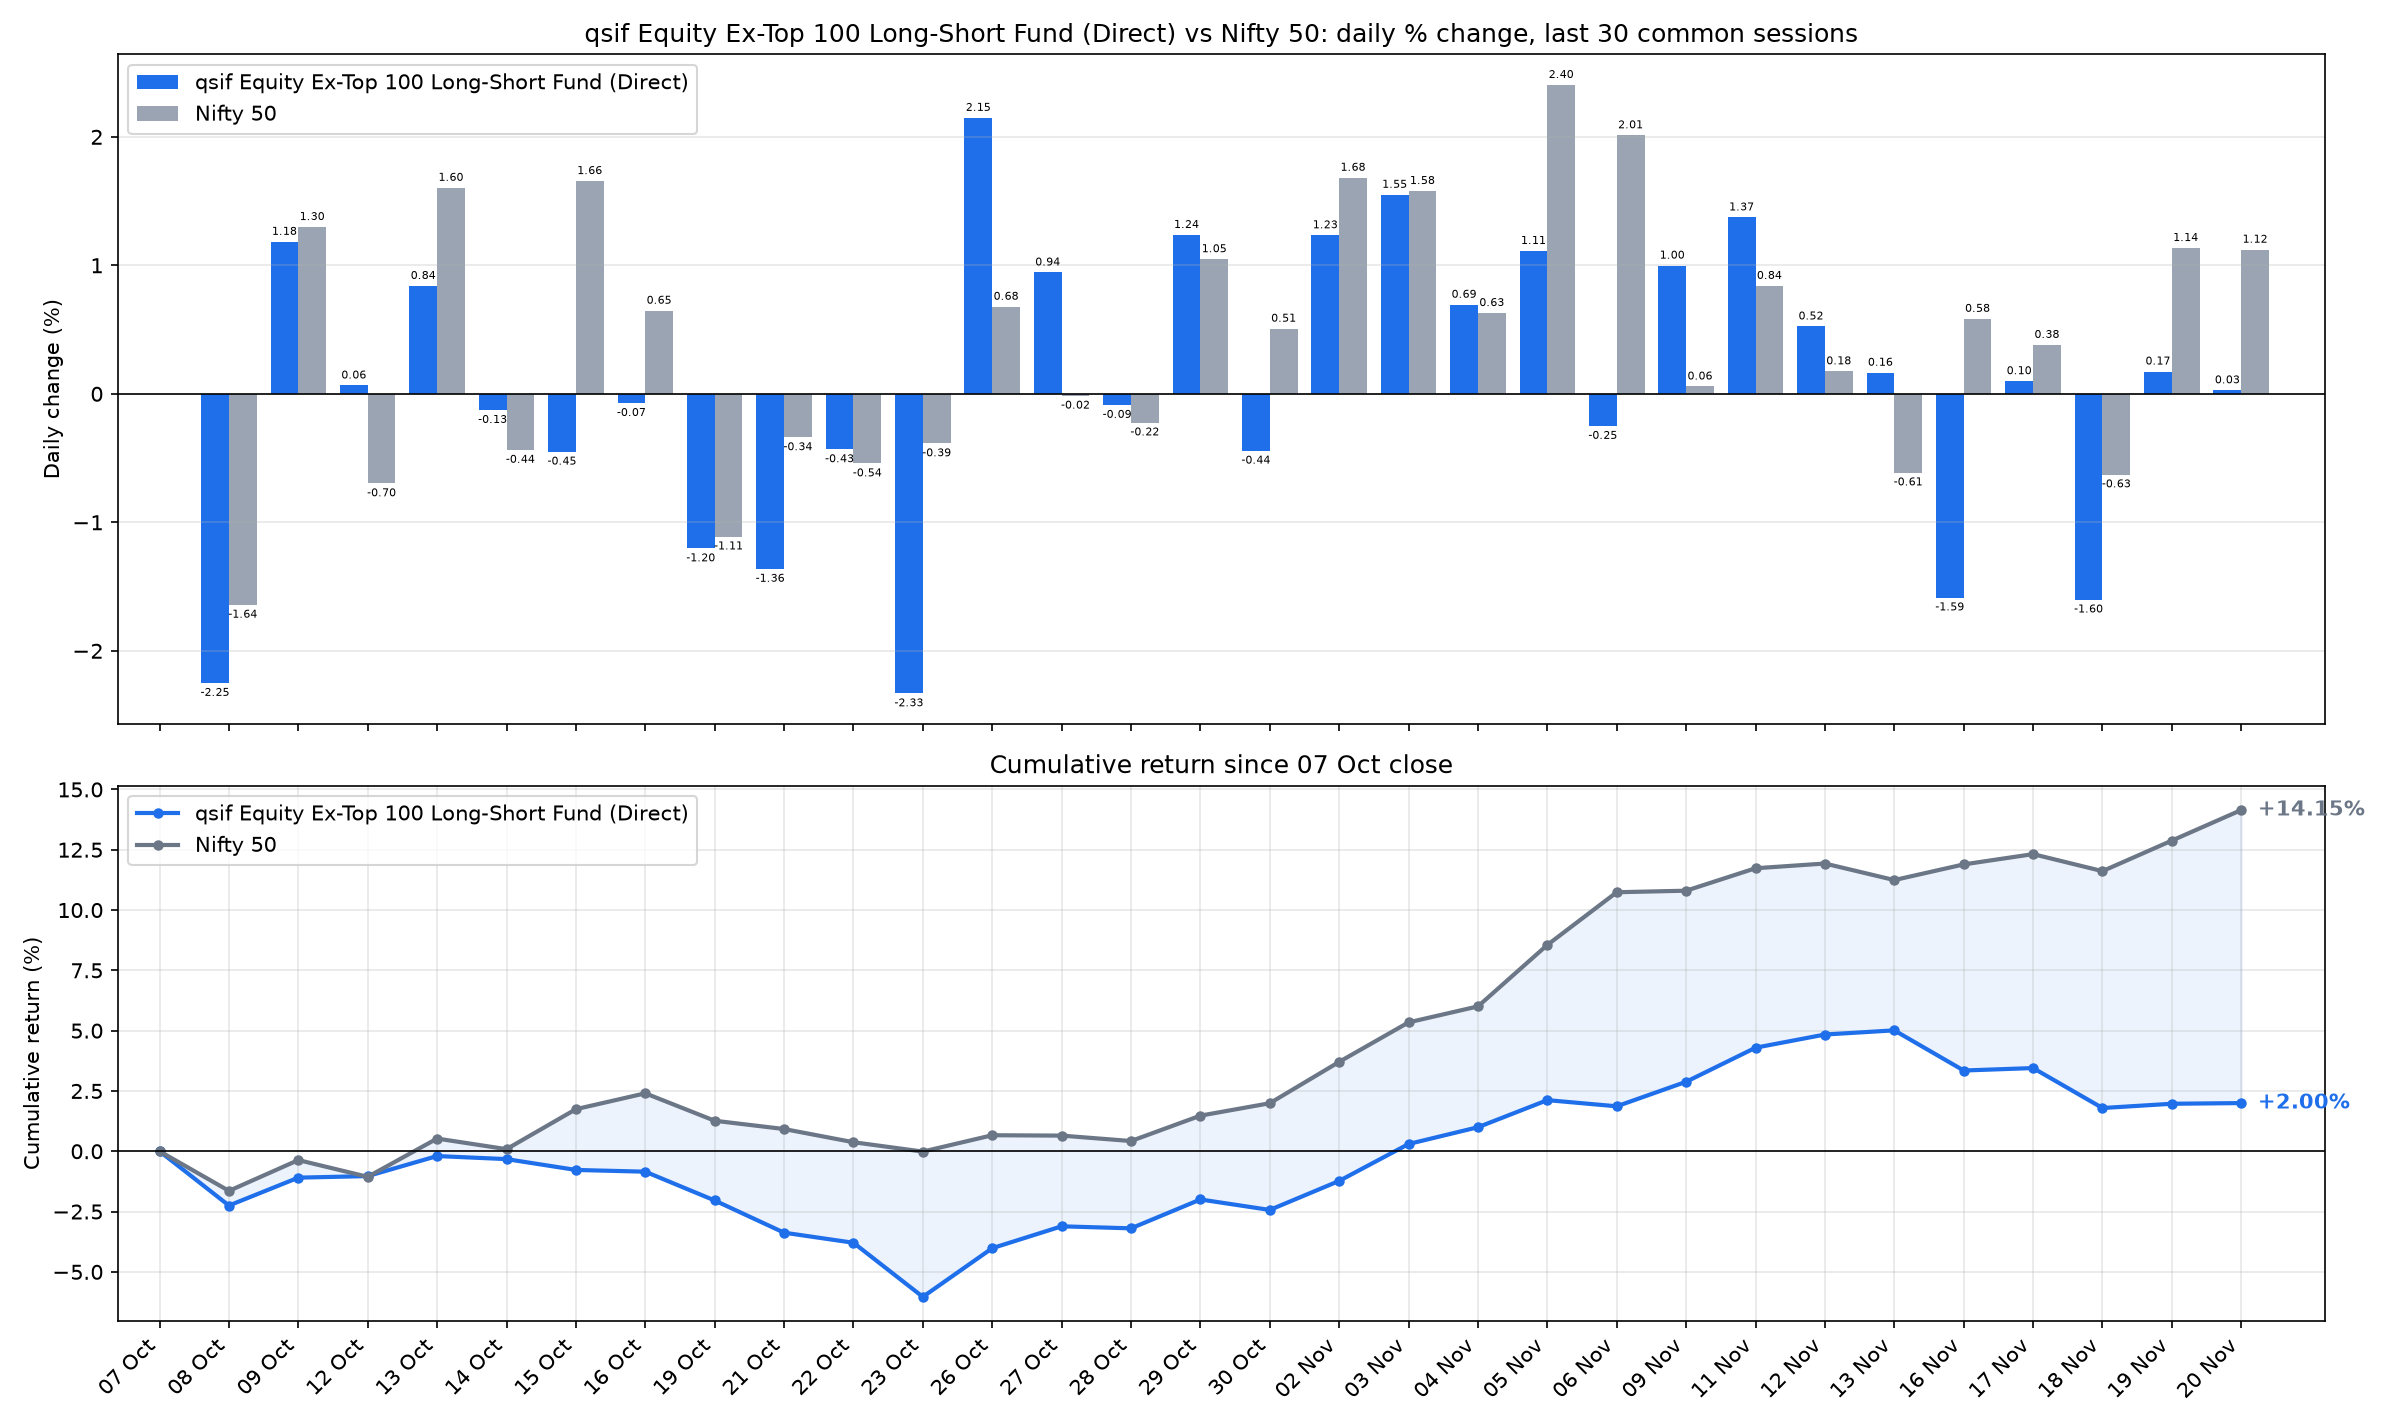 qsif Equity Ex-Top 100 Long-Short Fund (Direct) vs Nifty 50: daily % change, last 30 common sessions
qsif Equity Ex-Top 100 Long-Short Fund (Direct)
Nifty 50
Daily change (%)
2
1
0
−1
−2
-2.25
-1.64
1.18
1.30
0.06
-0.70
0.84
1.60
-0.13
-0.44
-0.45
1.66
-0.07
0.65
-1.20
-1.11
-1.36
-0.34
-0.43
-0.54
-2.33
-0.39
2.15
0.68
0.94
-0.02
-0.09
-0.22
1.24
1.05
-0.44
0.51
1.23
1.68
1.55
1.58
0.69
0.63
1.11
2.40
-0.25
2.01
1.00
0.06
1.37
0.84
0.52
0.18
0.16
-0.61
-1.59
0.58
0.10
0.38
-1.60
-0.63
0.17
1.14
0.03
1.12
Cumulative return since 07 Oct close
qsif Equity Ex-Top 100 Long-Short Fund (Direct)
Nifty 50
Cumulative return (%)
15.0
12.5
10.0
7.5
5.0
2.5
0.0
−2.5
−5.0
+14.15%
+2.00%
07 Oct
08 Oct
09 Oct
12 Oct
13 Oct
14 Oct
15 Oct
16 Oct
19 Oct
21 Oct
22 Oct
23 Oct
26 Oct
27 Oct
28 Oct
29 Oct
30 Oct
02 Nov
03 Nov
04 Nov
05 Nov
06 Nov
09 Nov
11 Nov
12 Nov
13 Nov
16 Nov
17 Nov
18 Nov
19 Nov
20 Nov